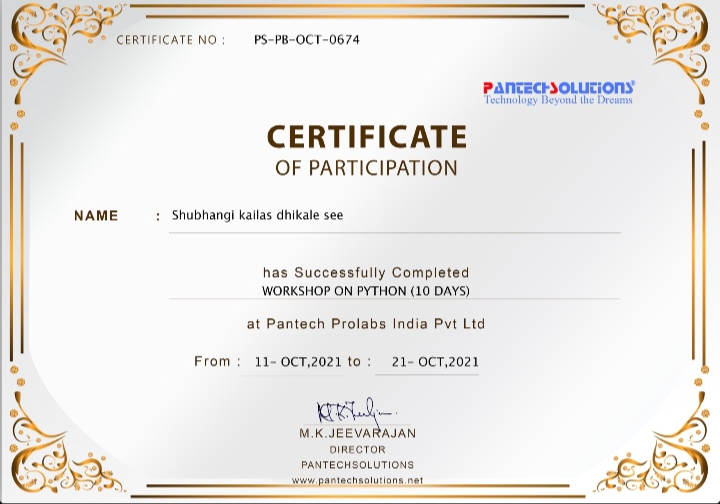 CERTIFICATE NO : PS-PB-OCT-0674
PANTECHSOLUTIONS®
Technology Beyond the Dreams
CERTIFICATE
OF PARTICIPATION
NAME : Shubhangi kailas dhikale see
has Successfully Completed
WORKSHOP ON PYTHON (10 DAYS)
at Pantech Prolabs India Pvt Ltd
From : 11- OCT,2021 to : 21- OCT,2021
M.K.JEEVARAJAN
DIRECTOR
PANTECHSOLUTIONS
www.pantechsolutions.net